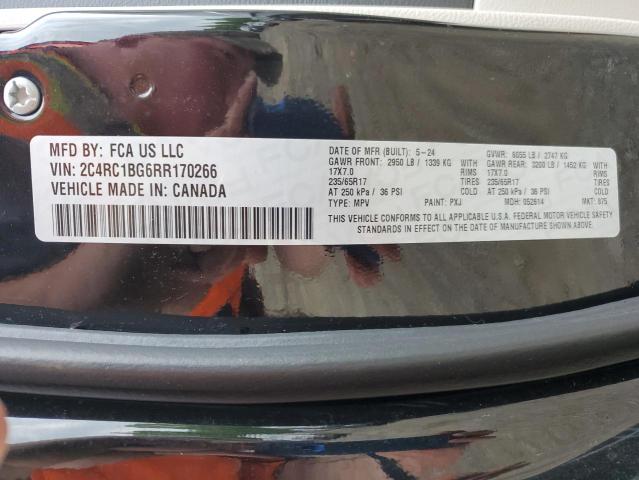 MFD BY: FCA US LLC
VIN: 2C4RC1BG6RR170266
VEHICLE MADE IN: CANADA
DATE OF MFR (BUILT): 5-24 GVWR: 6055 LB / 2747 KG
GAWR FRONT: 2950 LB / 1339 KG WITH GAWR REAR: 3200 LB / 1452 KG WITH
17X7.0 RIMS 17X7.0 RIMS
235/65R17 TIRES 235/65R17 TIRES
AT 250 kPa / 36 PSI COLD AT 250 kPa / 36 PSI COLD
TYPE: MPV PAINT: PXJ MDH: 052614 MKT: 875
THIS VEHICLE CONFORMS TO ALL APPLICABLE U.S.A. FEDERAL MOTOR VEHICLE SAFETY
STANDARDS IN EFFECT ON THE DATE OF MANUFACTURE SHOWN ABOVE.